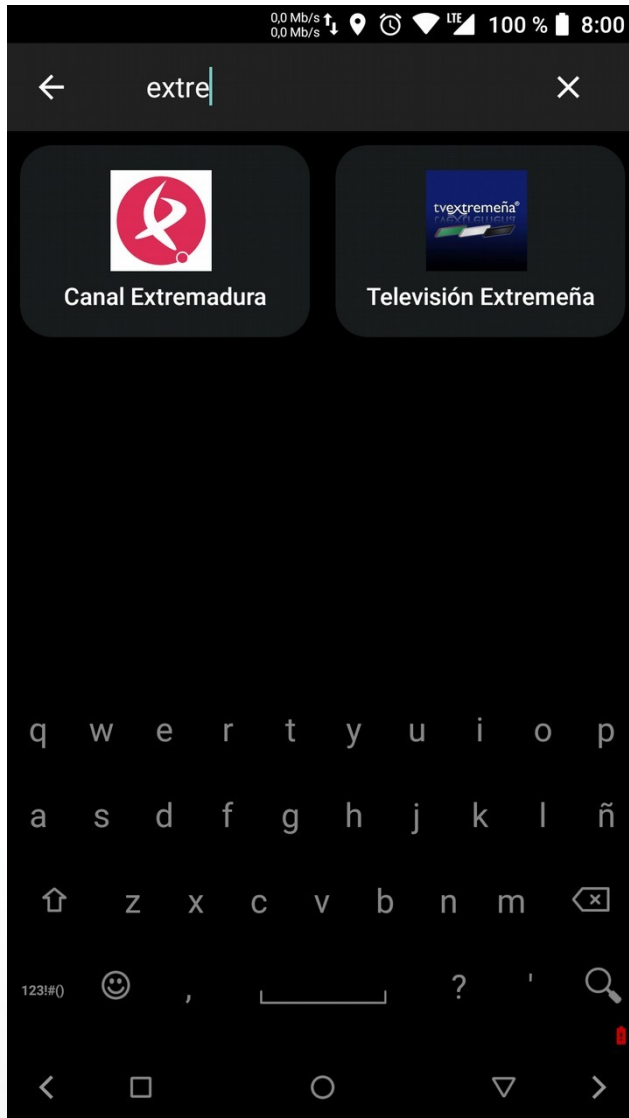 0,0 Mb/s
0,0 Mb/s
LTE 100 % 8:00
extre
tvextremeña®
Canal Extremadura
Televisión Extremeña
q w e r t y u i o p
a s d f g h j k l ñ
z x c v b n m
123!#() , ? '